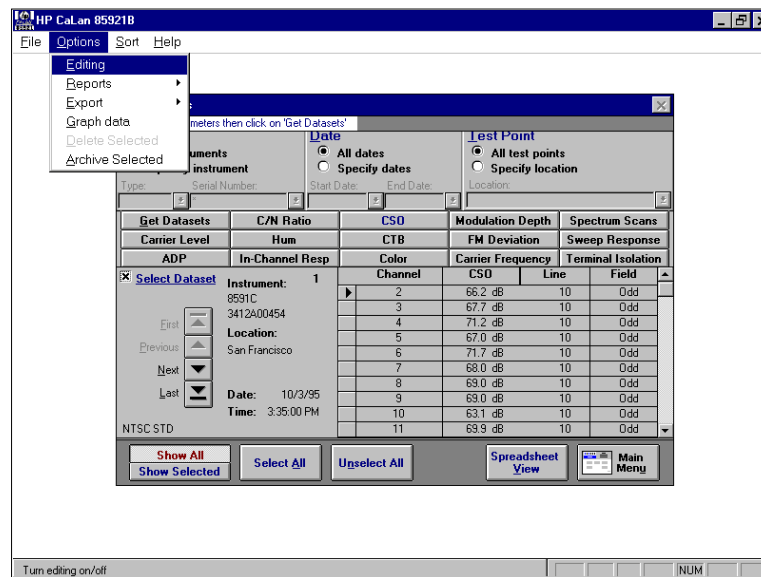 HP CaLan 85921B
File Options Sort Help
Editing
Reports
Export
Graph data
Delete Selected
Archive Selected
meters then click on 'Get Datasets'
Date
Test Point
uments
All dates
All test points
instrument
Specify dates
Specify location
Type: Serial Number: Start Date: End Date: Location:
Get Datasets C/N Ratio CSO Modulation Depth Spectrum Scans
Carrier Level Hum CTB FM Deviation Sweep Response
ADP In-Channel Resp Color Carrier Frequency Terminal Isolation
Select Dataset
Instrument: 1
8591C
3412A00454
Location:
San Francisco
First
Previous
Next
Last
Date: 10/3/95
Time: 3:35:00 PM
NTSC STD
Channel CSO Line Field
2 66.2 dB 10 Odd
3 67.7 dB 10 Odd
4 71.2 dB 10 Odd
5 67.0 dB 10 Odd
6 71.7 dB 10 Odd
7 68.0 dB 10 Odd
8 69.0 dB 10 Odd
9 69.0 dB 10 Odd
10 63.1 dB 10 Odd
11 69.9 dB 10 Odd
Show All
Show Selected
Select All
Unselect All
Spreadsheet View
Main Menu
Turn editing on/off
NUM